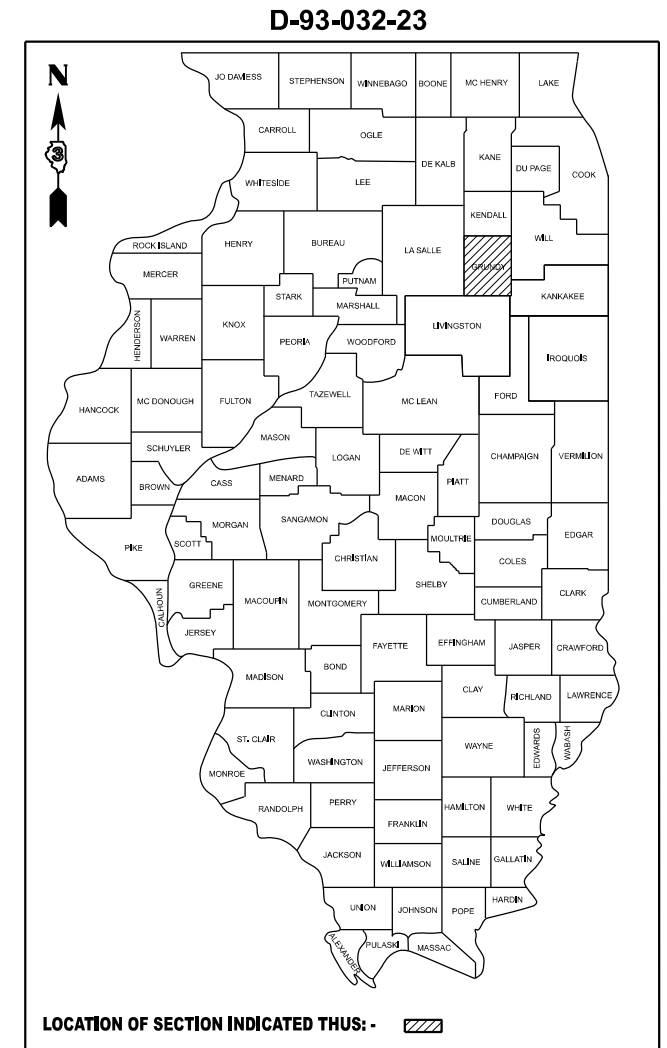 D-93-032-23
N
3
JO DAVIESS
STEPHENSON
WINNEBAGO
BOONE
MC HENRY
LAKE
CARROLL
OGLE
DE KALB
KANE
DU PAGE
COOK
WHITESIDE
LEE
KENDALL
WILL
ROCK ISLAND
HENRY
BUREAU
LA SALLE
GRUNDY
MERCER
PUTNAM
KANKAKEE
STARK
MARSHALL
HENDERSON
WARREN
KNOX
PEORIA
WOODFORD
LIVINGSTON
IROQUOIS
HANCOCK
MC DONOUGH
FULTON
TAZEWELL
MC LEAN
FORD
MASON
SCHUYLER
LOGAN
DE WITT
CHAMPAIGN
VERMILION
ADAMS
BROWN
CASS
MENARD
MACON
PIATT
MORGAN
SANGAMON
DOUGLAS
EDGAR
PIKE
SCOTT
CHRISTIAN
MOULTRIE
COLES
SHELBY
GREENE
MACOUPIN
MONTGOMERY
CUMBERLAND
CLARK
CALHOUN
JERSEY
FAYETTE
EFFINGHAM
JASPER
CRAWFORD
MADISON
BOND
CLAY
RICHLAND
LAWRENCE
CLINTON
MARION
ST. CLAIR
WAYNE
EDWARDS
WABASH
WASHINGTON
JEFFERSON
MONROE
RANDOLPH
PERRY
HAMILTON
WHITE
FRANKLIN
JACKSON
WILLIAMSON
SALINE
GALLATIN
UNION
JOHNSON
POPE
HARDIN
ALEXANDER
PULASKI
MASSAC
LOCATION OF SECTION INDICATED THUS: -